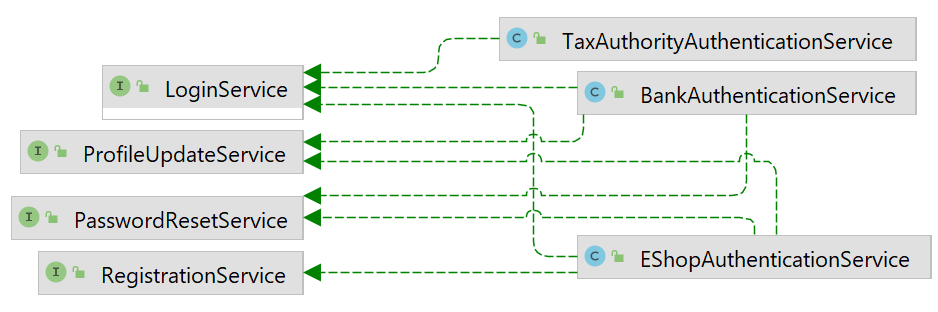 C TaxAuthorityAuthenticationService
I LoginService
C BankAuthenticationService
I ProfileUpdateService
I PasswordResetService
C EShopAuthenticationService
I RegistrationService